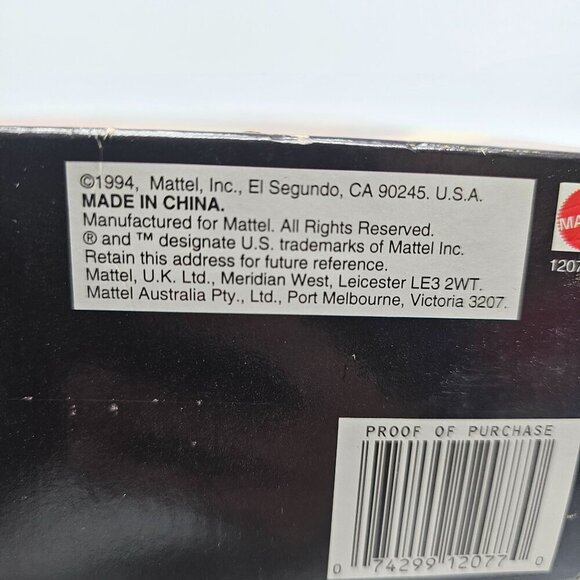 ©1994, Mattel, Inc., El Segundo, CA 90245. U.S.A.
MADE IN CHINA.
Manufactured for Mattel. All Rights Reserved.
® and ™ designate U.S. trademarks of Mattel Inc.
Retain this address for future reference.
Mattel, U.K. Ltd., Meridian West, Leicester LE3 2WT.
Mattel Australia Pty., Ltd., Port Melbourne, Victoria 3207.
MA
1207
PROOF OF PURCHASE
0 74299 12077 0